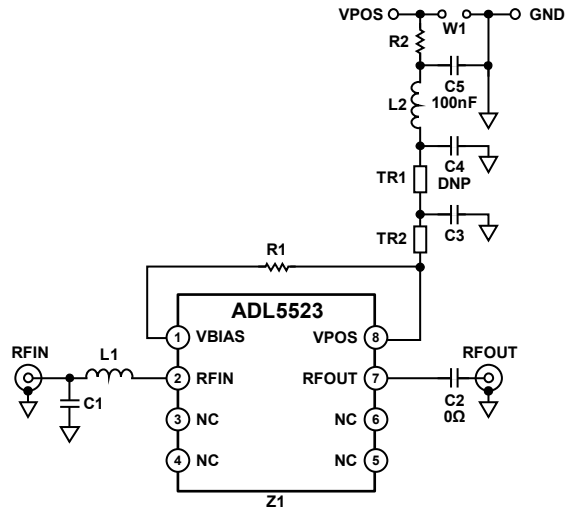 VPOS
W1
GND
R2
C5
100nF
L2
C4
DNP
TR1
C3
TR2
R1
ADL5523
1
VBIAS
VPOS
8
RFIN
L1
2
RFIN
RFOUT
7
RFOUT
C1
C2
0Ω
3
NC
NC
6
4
NC
NC
5
Z1